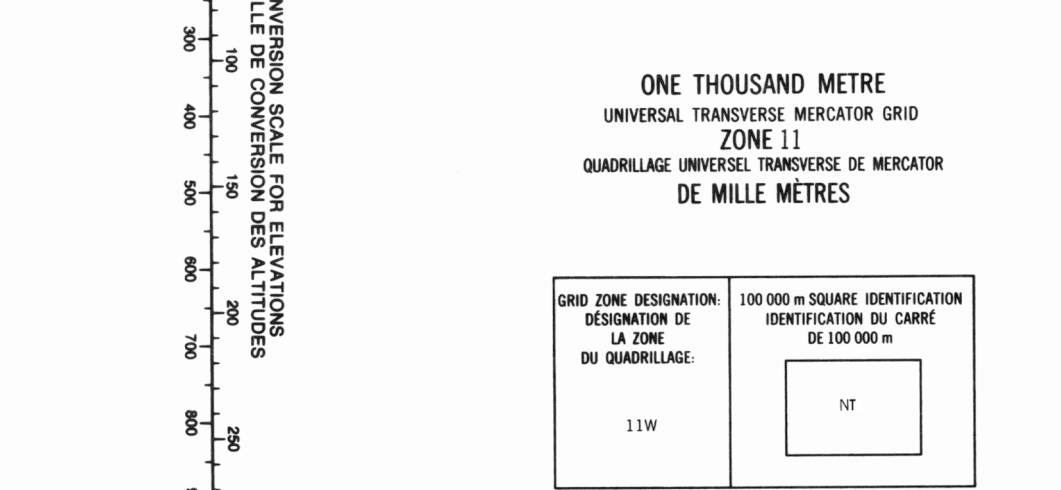 NVERSION SCALE FOR ELEVATIONS
LLE DE CONVERSION DES ALTITUDES
300
400
500
600
700
800
100
150
200
250
ONE THOUSAND METRE
UNIVERSAL TRANSVERSE MERCATOR GRID
ZONE 11
QUADRILLAGE UNIVERSEL TRANSVERSE DE MERCATOR
DE MILLE MÈTRES
GRID ZONE DESIGNATION:
DÉSIGNATION DE
LA ZONE
DU QUADRILLAGE:
11W
100 000 m SQUARE IDENTIFICATION
IDENTIFICATION DU CARRÉ
DE 100 000 m
NT